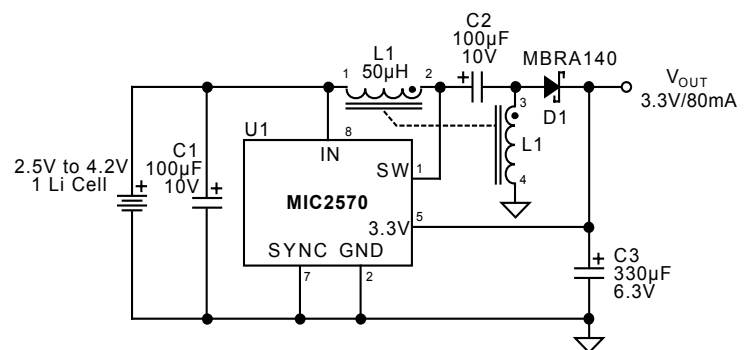 C2
100µF
10V
MBRA140
L1
50µH
1
2
VOUT
3.3V/80mA
D1
3
L1
4
U1
8
IN
SW
1
MIC2570
2.5V to 4.2V
1 Li Cell
C1
100µF
10V
3.3V
5
SYNC
GND
7
2
C3
330µF
6.3V